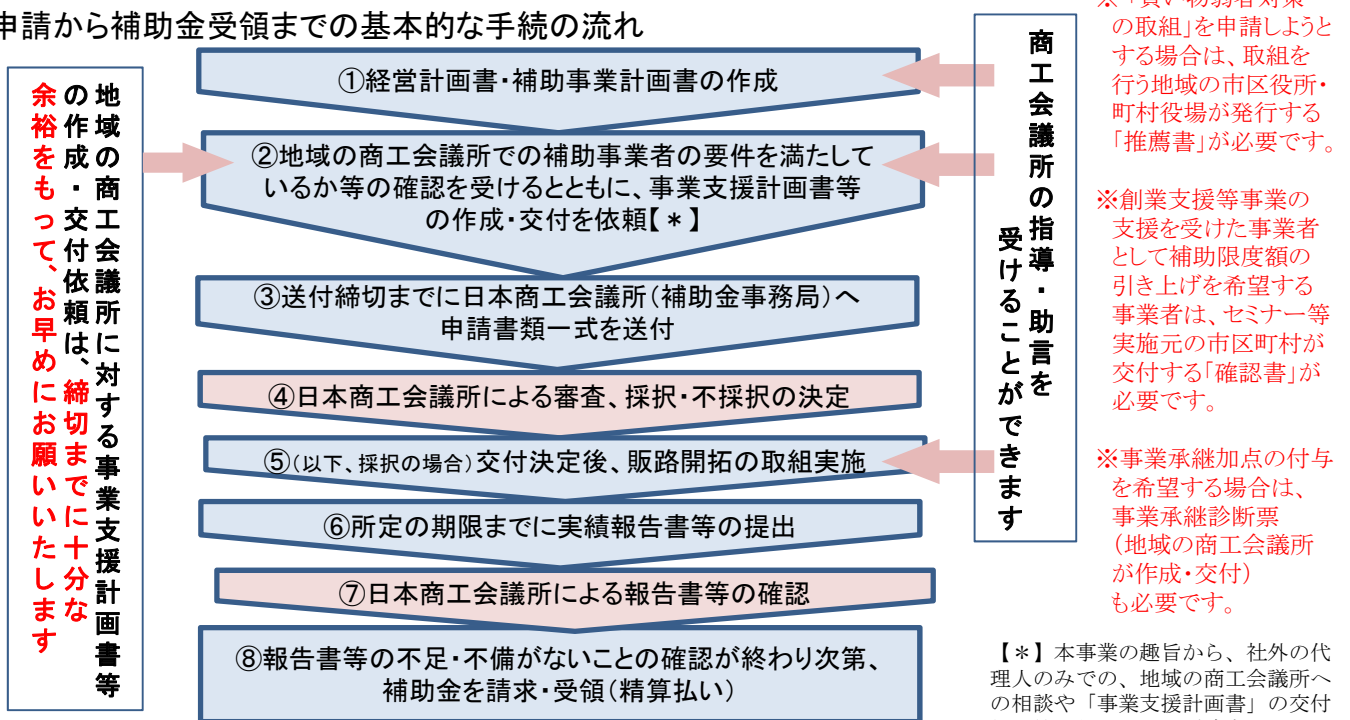 申請から補助金受領までの基本的な手続の流れ
地域の商工会議所に対する事業支援計画書等
の作成・交付依頼は、締切までに十分な
余裕をもって、お早めにお願いいたします
①経営計画書・補助事業計画書の作成
②地域の商工会議所での補助事業者の要件を満たして
いるか等の確認を受けるとともに、事業支援計画書等
の作成・交付を依頼【＊】
③送付締切までに日本商工会議所（補助金事務局）へ
申請書類一式を送付
④日本商工会議所による審査、採択・不採択の決定
⑤（以下、採択の場合）交付決定後、販路開拓の取組実施
⑥所定の期限までに実績報告書等の提出
⑦日本商工会議所による報告書等の確認
⑧報告書等の不足・不備がないことの確認が終わり次第、
補助金を請求・受領（精算払い）
商工会議所の指導・助言を
受けることができます
※「買い物弱者対策
の取組」を申請しようと
する場合は、取組を
行う地域の市区役所・
町村役場が発行する
「推薦書」が必要です。
※創業支援等事業の
支援を受けた事業者
として補助限度額の
引き上げを希望する
事業者は、セミナー等
実施元の市区町村が
交付する「確認書」が
必要です。
※事業承継加点の付与
を希望する場合は、
事業承継診断票
（地域の商工会議所
が作成・交付）
も必要です。
【＊】本事業の趣旨から、社外の代
理人のみでの、地域の商工会議所へ
の相談や「事業支援計画書」の交付